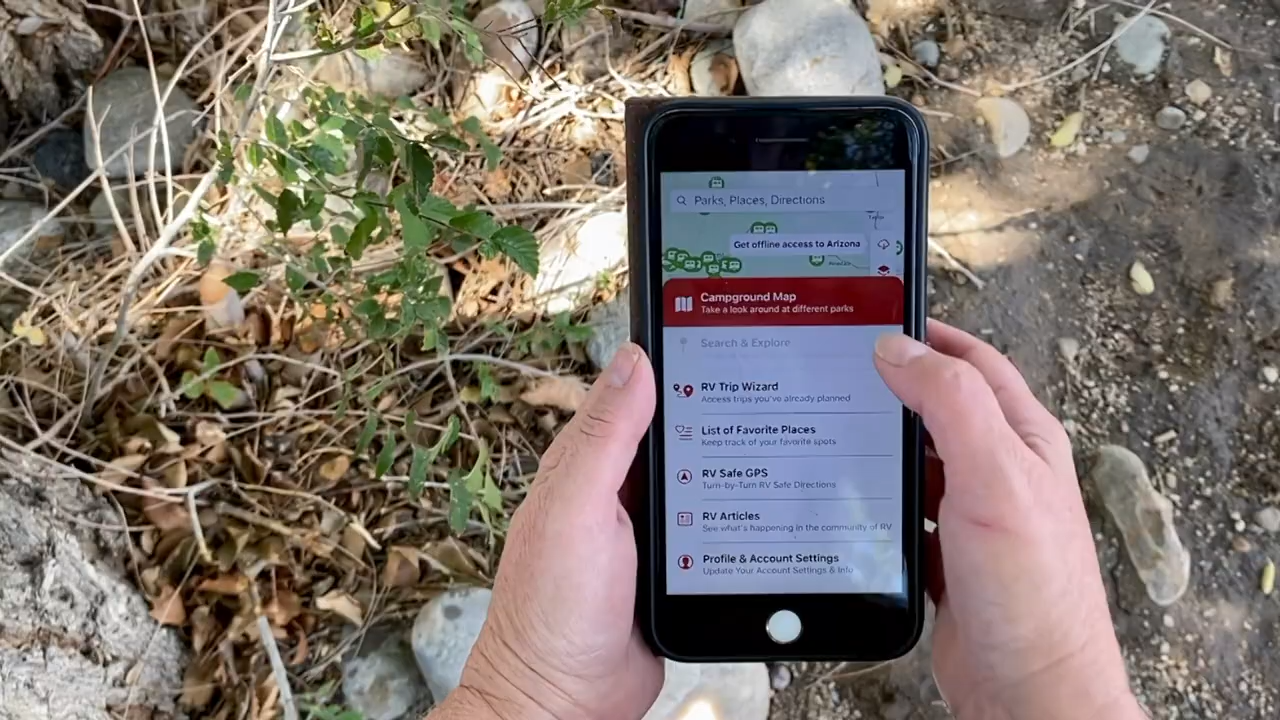 Parks, Places, Directions
Get offline access to Arizona
Campground Map
Take a look around at different parks
Search & Explore
RV Trip Wizard
Access trips you've already planned
List of Favorite Places
Keep track of your favorite spots
RV Safe GPS
Turn-by-Turn RV Safe Directions
RV Articles
See what's happening in the community of RV
Profile & Account Settings
Update Your Account Settings & Info